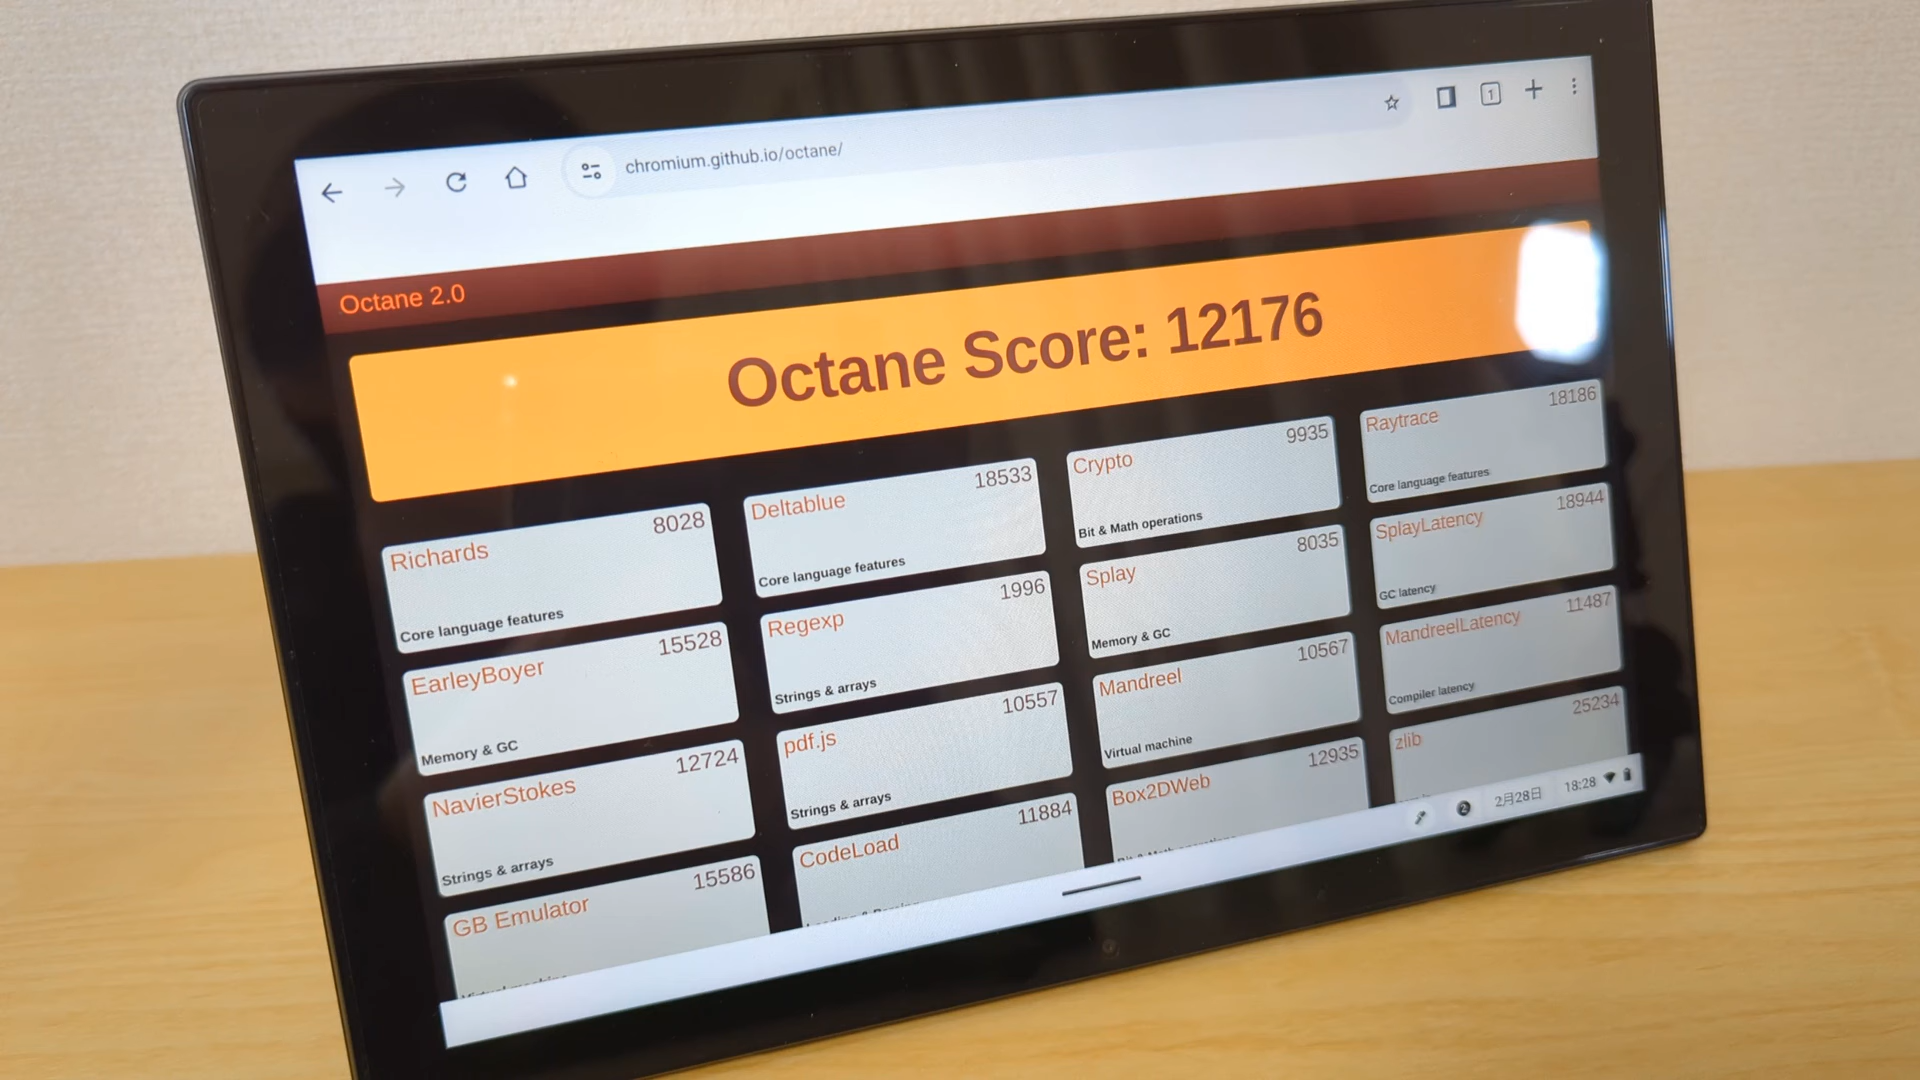 chromium.github.io/octane/
1
Octane 2.0
Octane Score: 12176
Richards 8028
Core language features
Deltablue 18533
Core language features
Crypto 9935
Bit & Math operations
Raytrace 18186
Core language features
EarleyBoyer 15528
Memory & GC
Regexp 1996
Strings & arrays
Splay 8035
Memory & GC
SplayLatency 18944
GC latency
NavierStokes 12724
Strings & arrays
pdf.js 10557
Strings & arrays
Mandreel 10567
Virtual machine
MandreelLatency 11487
Compiler latency
GB Emulator 15586
CodeLoad 11884
Box2DWeb 12935
zlib 25234
2 2月28日 18:28